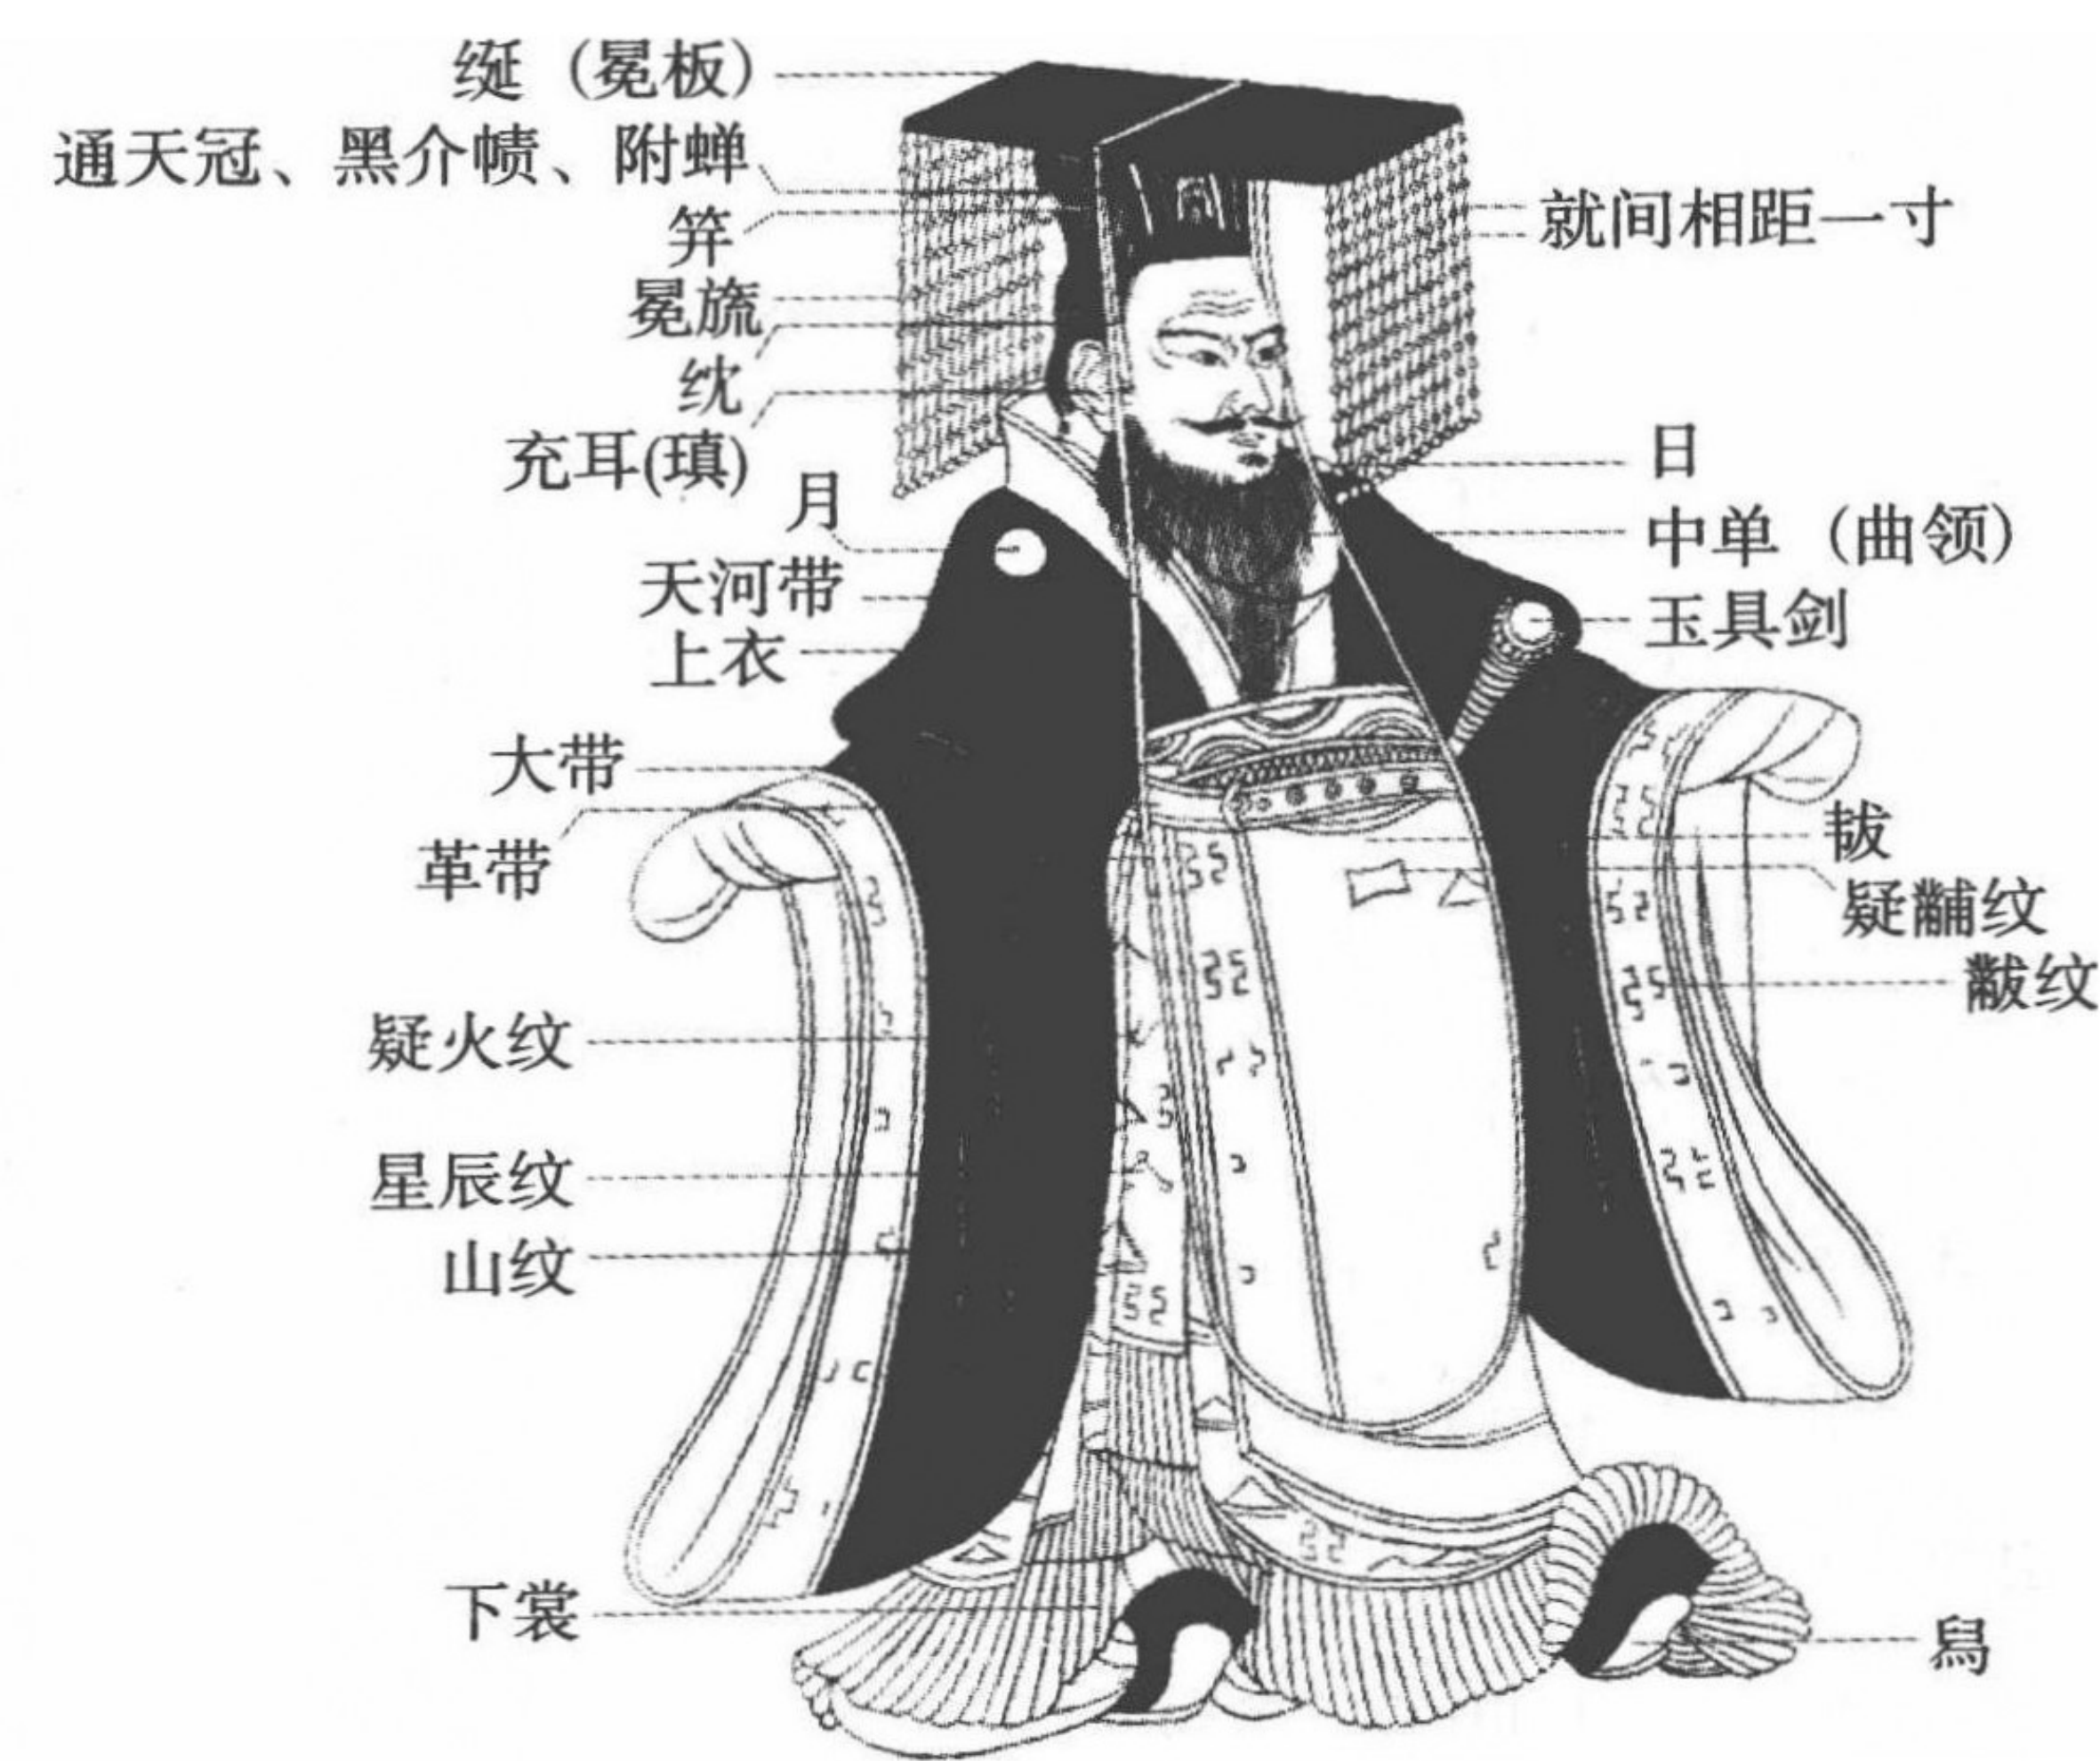 綖（冕板）
通天冠、黑介帻、附蝉
笄
冕旒
纮
充耳(瑱)
月
天河带
上衣
大带
革带
疑火纹
星辰纹
山纹
下裳
就间相距一寸
日
中单（曲领）
玉具剑
韨
疑黼纹
黻纹
舄